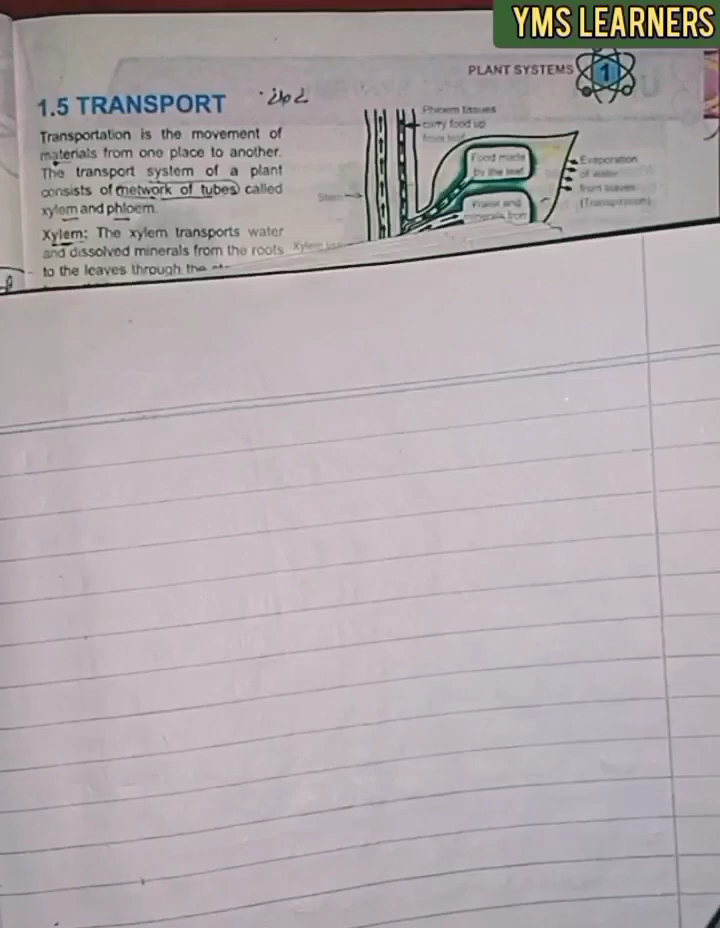 YMS LEARNERS
PLANT SYSTEMS 1
1.5 TRANSPORT
Transportation is the movement of
materials from one place to another.
The transport system of a plant
consists of network of tubes called
xylem and phloem.
Xylem: The xylem transports water
and dissolved minerals from the roots
to the leaves through the
Phloem tissues
carry food up
Food made
by the leaf
Water and
minerals from
Evaporation
of water
from leaves
(Transpiration)
Stem
Xylem